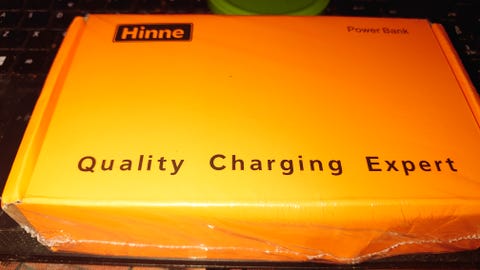 Hinne
Power Bank
Quality Charging Expert